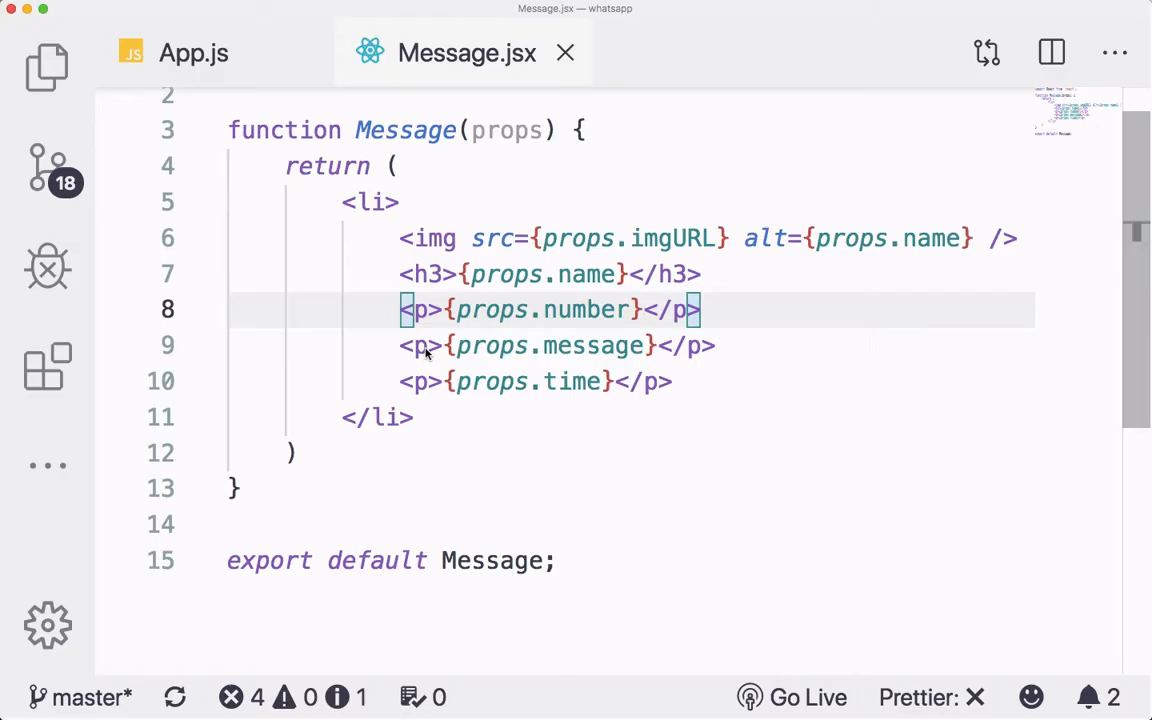 Message.jsx — whatsapp
JS App.js Message.jsx
2
3 function Message(props) {
4 return (
5 <li>
6 <img src={props.imgURL} alt={props.name} />
7 <h3>{props.name}</h3>
8 <p>{props.number}</p>
9 <p>{props.message}</p>
10 <p>{props.time}</p>
11 </li>
12 )
13 }
14
15 export default Message;
18
master* 4 0 1 0 Go Live Prettier: 2